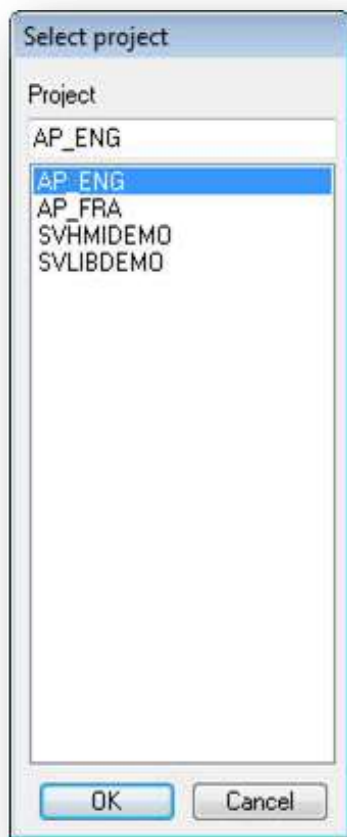 Select project
Project
AP_ENG
AP_ENG
AP_FRA
SVHMIDEMO
SVLIBDEMO
OK Cancel